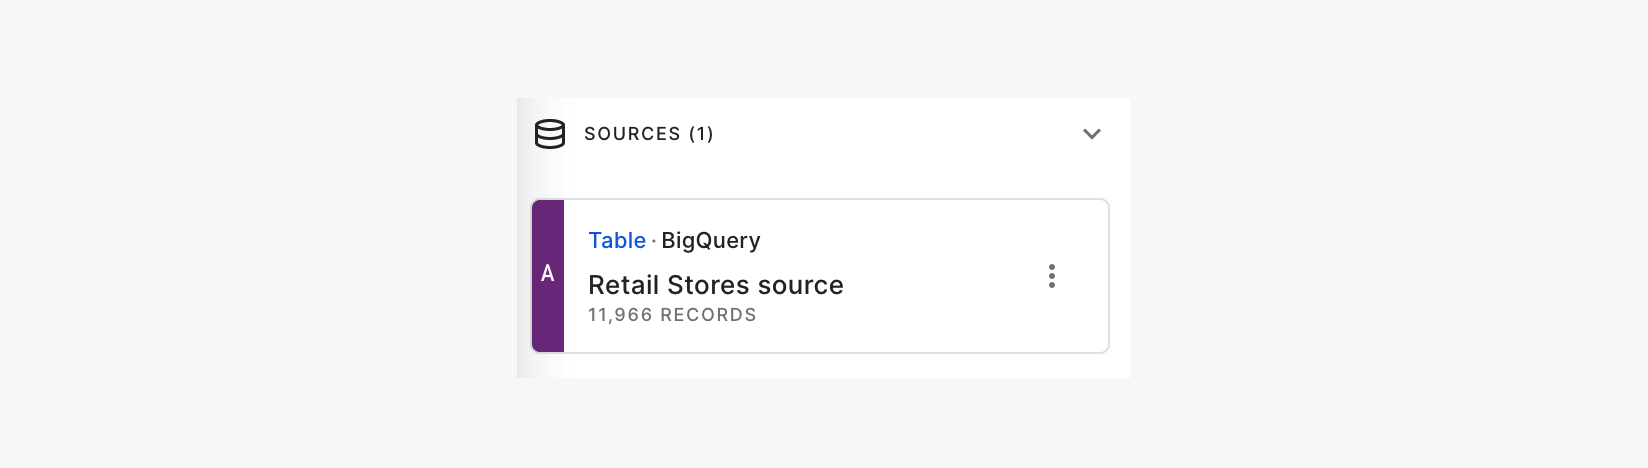 SOURCES (1)
A
Table · BigQuery
Retail Stores source
11,966 RECORDS